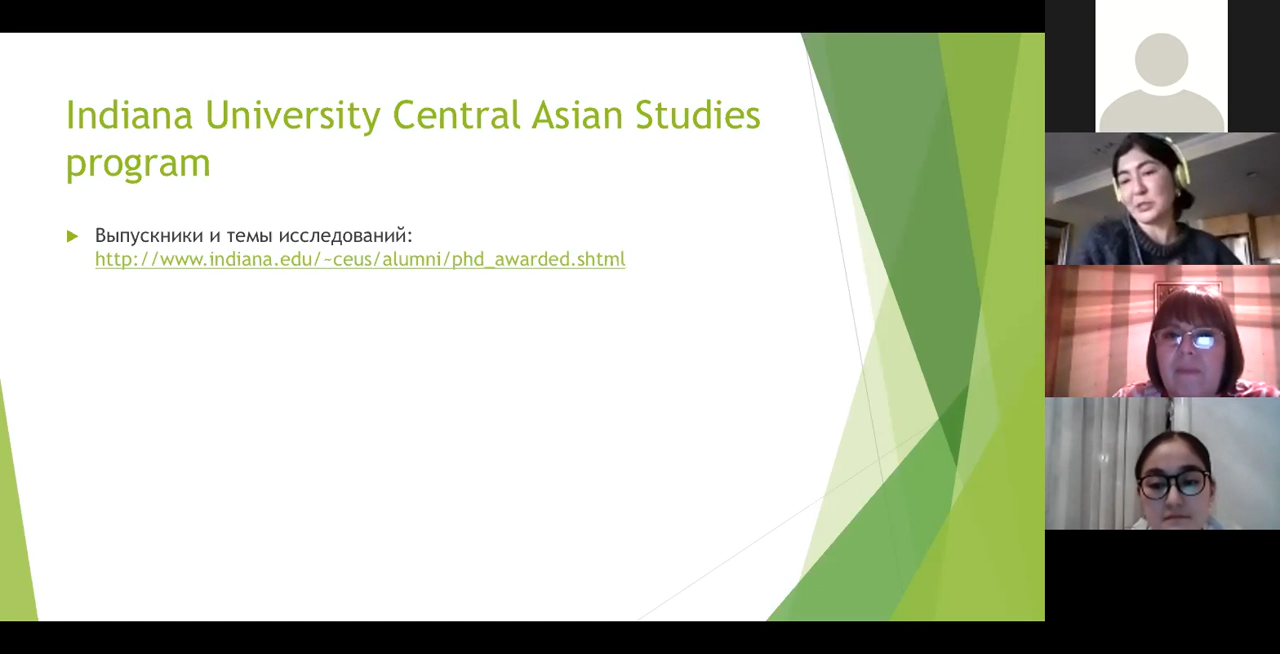 Indiana University Central Asian Studies
program
Выпускники и темы исследований:
http://www.indiana.edu/~ceus/alumni/phd_awarded.shtml